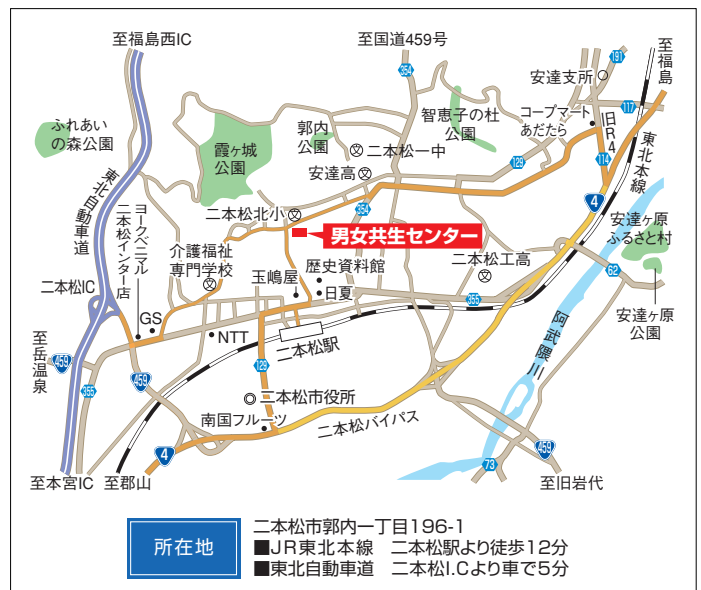 至福島西IC
至国道459号
至福島
354
191
安達支所
117
ふれあい
の森公園
霞ヶ城
公園
郭内
公園
文二本松一中
智恵子の杜
公園
コープマート
あだたら
旧R4
114
東北本線
129
安達高文
354
4
東北自動車道
ヨークベニマル
二本松インター店
二本松北小文
男女共生センター
安達ヶ原
ふるさと村
介護福祉
専門学校
文
玉嶋屋
歴史資料館
日夏
二本松工高
文
62
二本松IC
355
安達ヶ原
公園
GS
NTT
二本松駅
阿武隈川
至岳温泉
459
355
459
129
二本松市役所
南国フルーツ
二本松バイパス
4
459
73
至本宮IC
至郡山
至旧岩代
所在地
二本松市郭内一丁目196-1
■JR東北本線　二本松駅より徒歩12分
■東北自動車道　二本松I.Cより車で5分